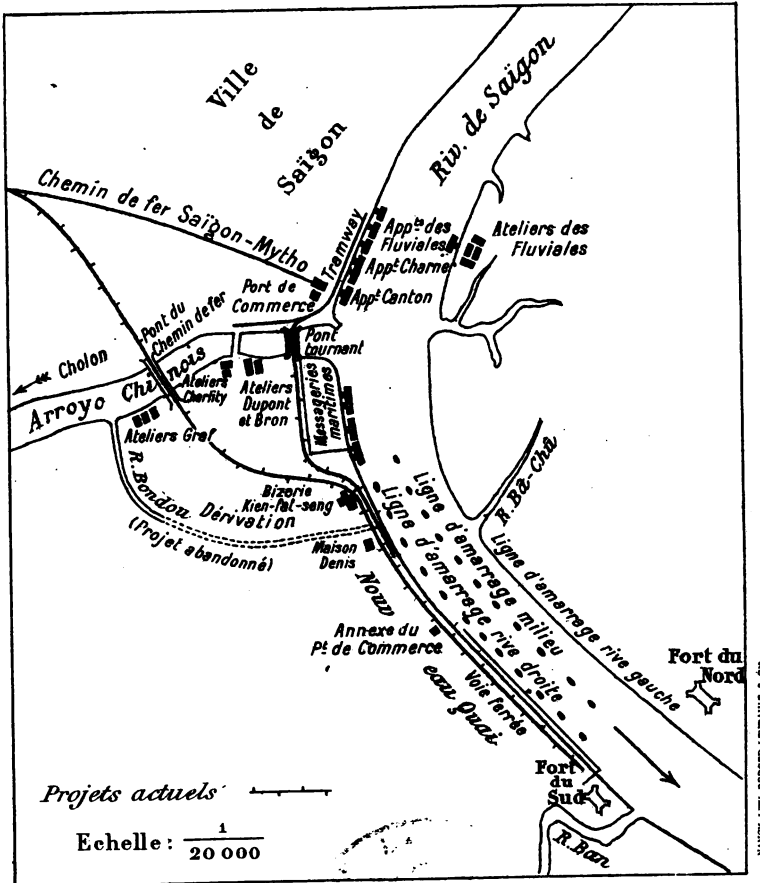 Ville
de
Saïgon
Riv. de Saïgon
Chemin de fer Saïgon-Mytho
Tramway
Appts des
Fluviales
Ateliers des
Fluviales
Appt Charné
Appt Canton
Port de
Commerce
Pont du
Chemin de fer
Pont
tournant
Cholon
Arroyo Chinois
Ateliers
Charfity
Ateliers
Dupont
et Bron
Messageries
maritimes
Ateliers Graf
R. Bondou
Dérivation
(Projet abandonné)
Bizerie
Kien-fat-seng
Maison
Denis
Ligne d'amarrage milieu
Ligne d'amarrage rive droite
R. Bà-Chû
Ligne d'amarrage rive gauche
Nouveau Quai
Annexe du
Pt de Commerce
Voie ferrée
Fort du
Nord
Fort
du
Sud
R. Ban
Projets actuels
Echelle : 1
20 000